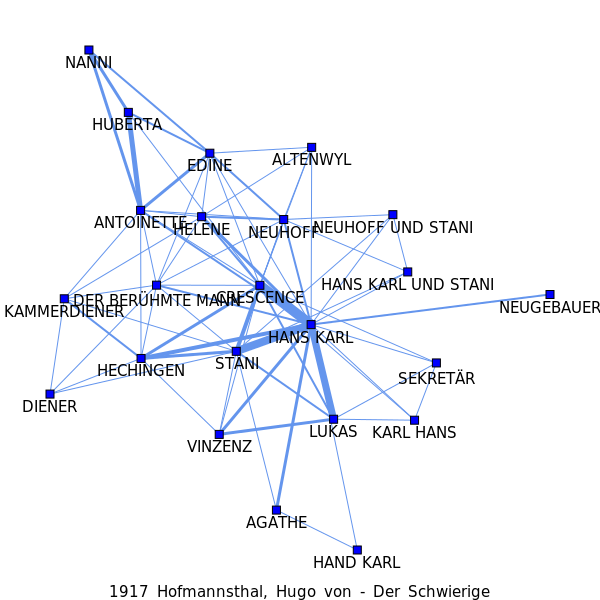 NANNI
HUBERTA
EDINE
ALTENWYL
ANTOINETTE
HELENE
NEUHOFF
NEUHOFF UND STANI
HANS KARL UND STANI
KAMMERDIENER
DER BERÜHMTE MANN
CRESCENCE
NEUGEBAUER
HANS KARL
HECHINGEN
STANI
SEKRETÄR
DIENER
VINZENZ
LUKAS
KARL HANS
AGATHE
HAND KARL
1917 Hofmannsthal, Hugo von - Der Schwierige